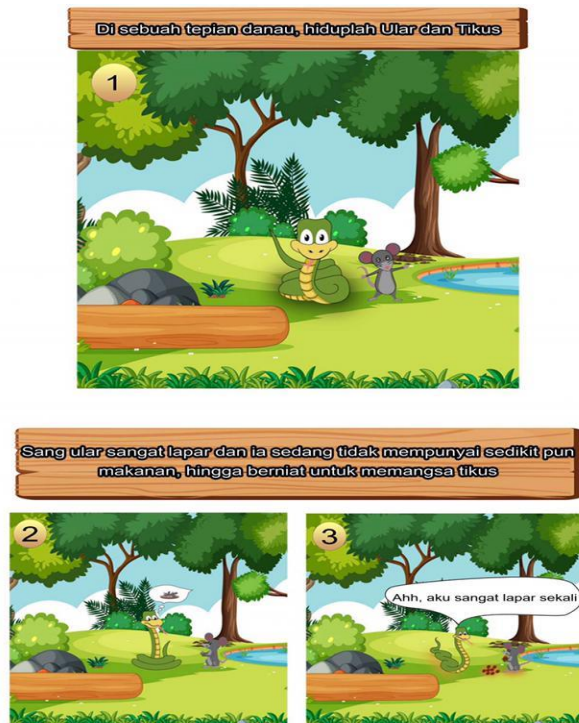 Di sebuah tepian danau, hiduplah Ular dan Tikus
1
Sang ular sangat lapar dan ia sedang tidak mempunyai sedikit pun
makanan, hingga berniat untuk memangsa tikus
2
3
Ahh, aku sangat lapar sekali